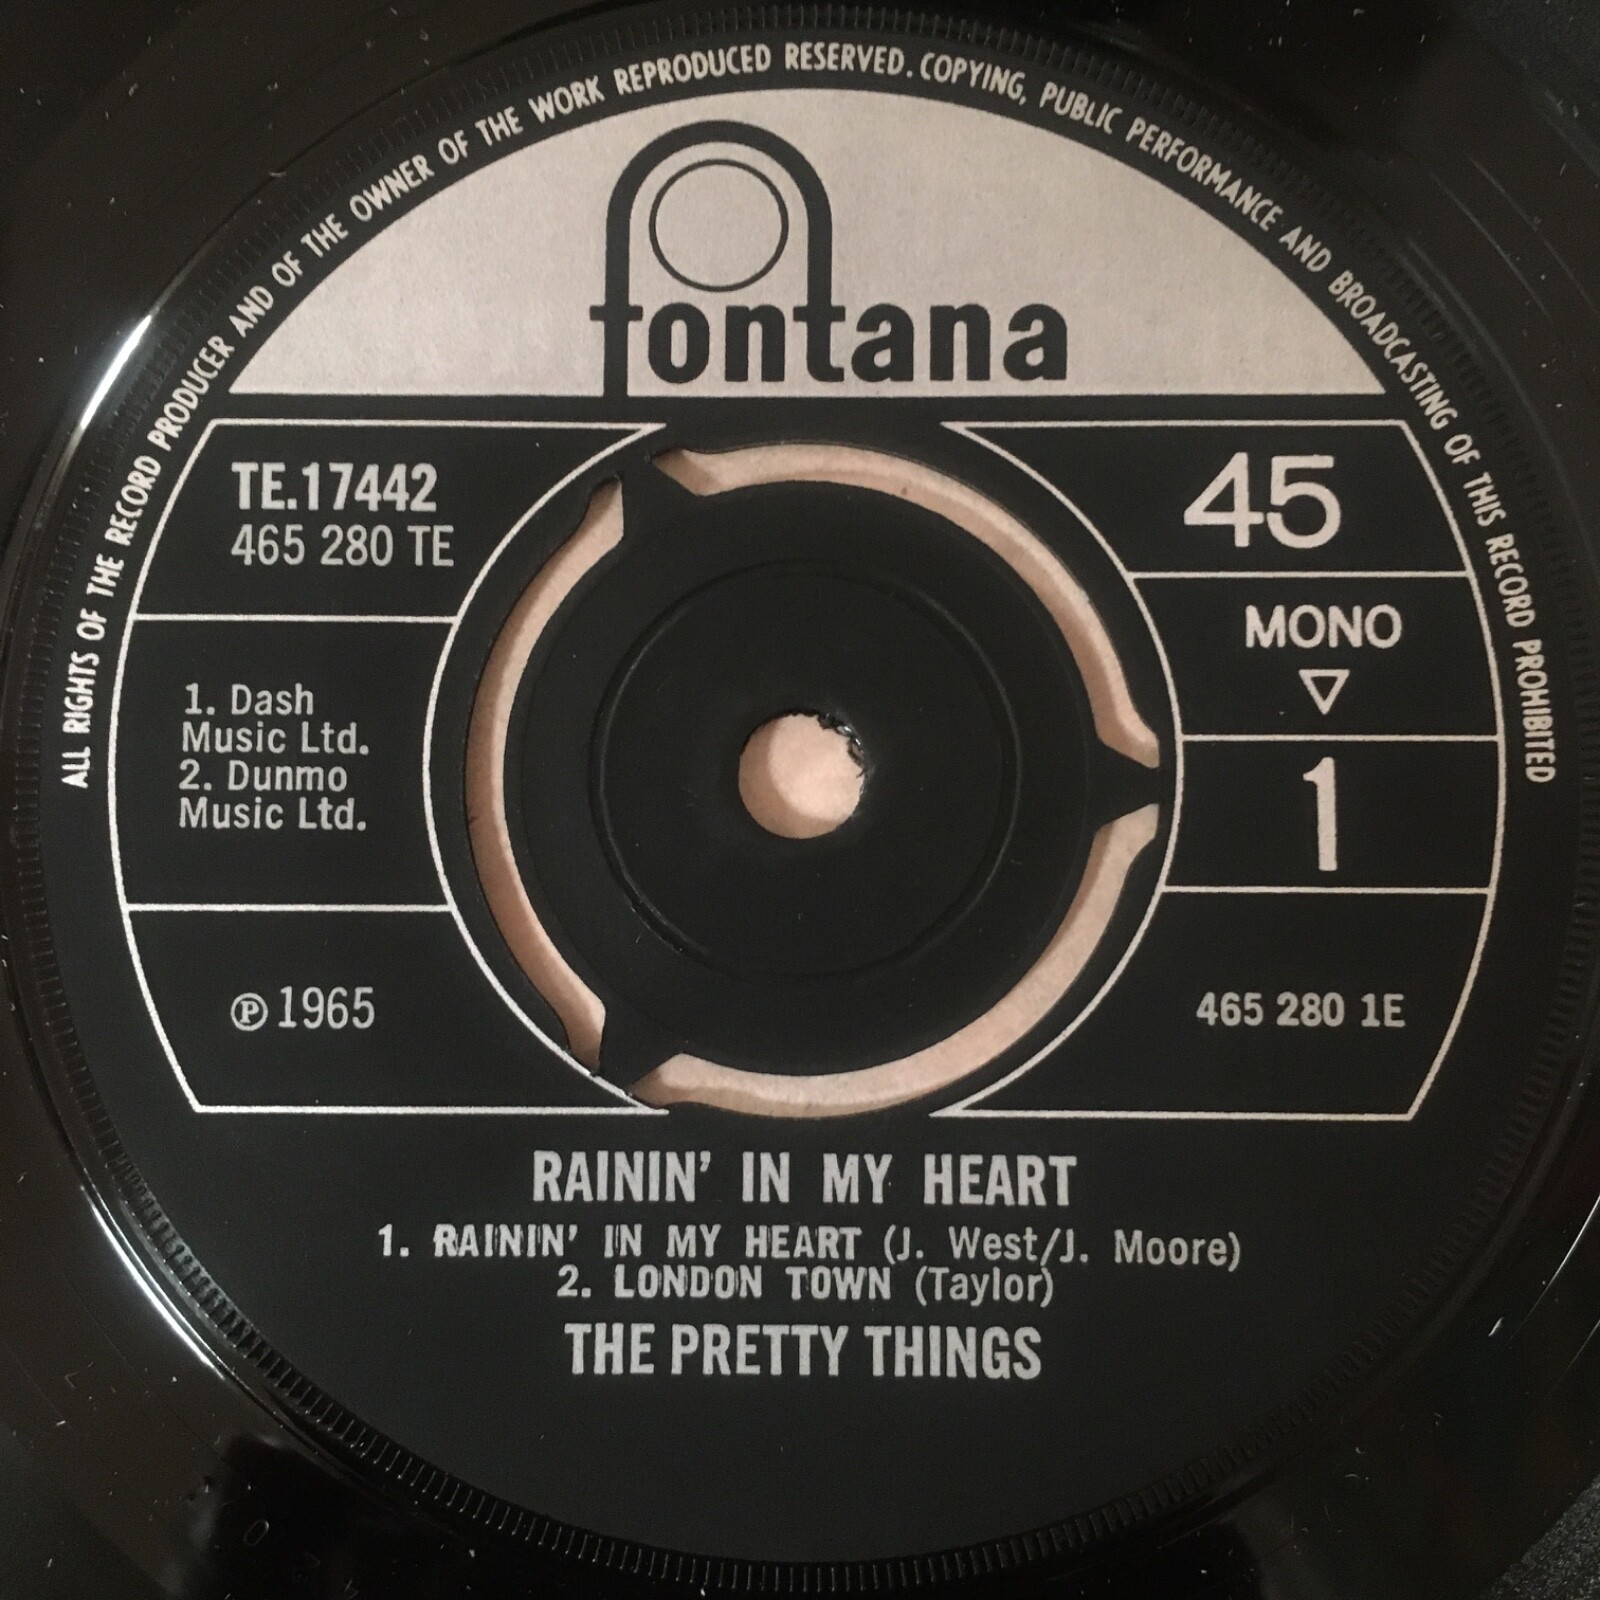 ALL RIGHTS OF THE RECORD PRODUCER AND OF THE OWNER OF THE WORK REPRODUCED RESERVED. COPYING, PUBLIC PERFORMANCE AND BROADCASTING OF THIS RECORD PROHIBITED
fontana
TE.17442
465 280 TE
1. Dash
Music Ltd.
2. Dunmo
Music Ltd.
℗ 1965
45
MONO
▽
1
465 280 1E
RAININ' IN MY HEART
1. RAININ' IN MY HEART (J. West/J. Moore)
2. LONDON TOWN (Taylor)
THE PRETTY THINGS